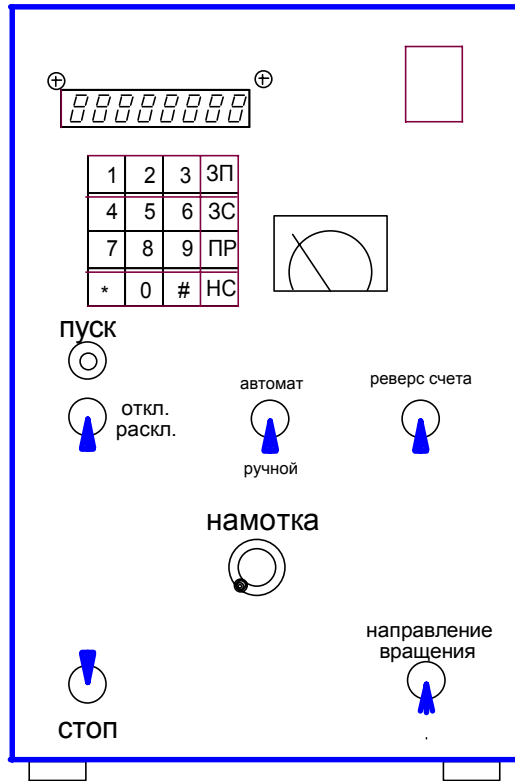 88888888
1 2 3 ЗП
4 5 6 ЗС
7 8 9 ПР
* 0 # НС
пуск
откл.
раскл.
автомат
ручной
реверс счета
намотка
направление
вращения
.
стоп